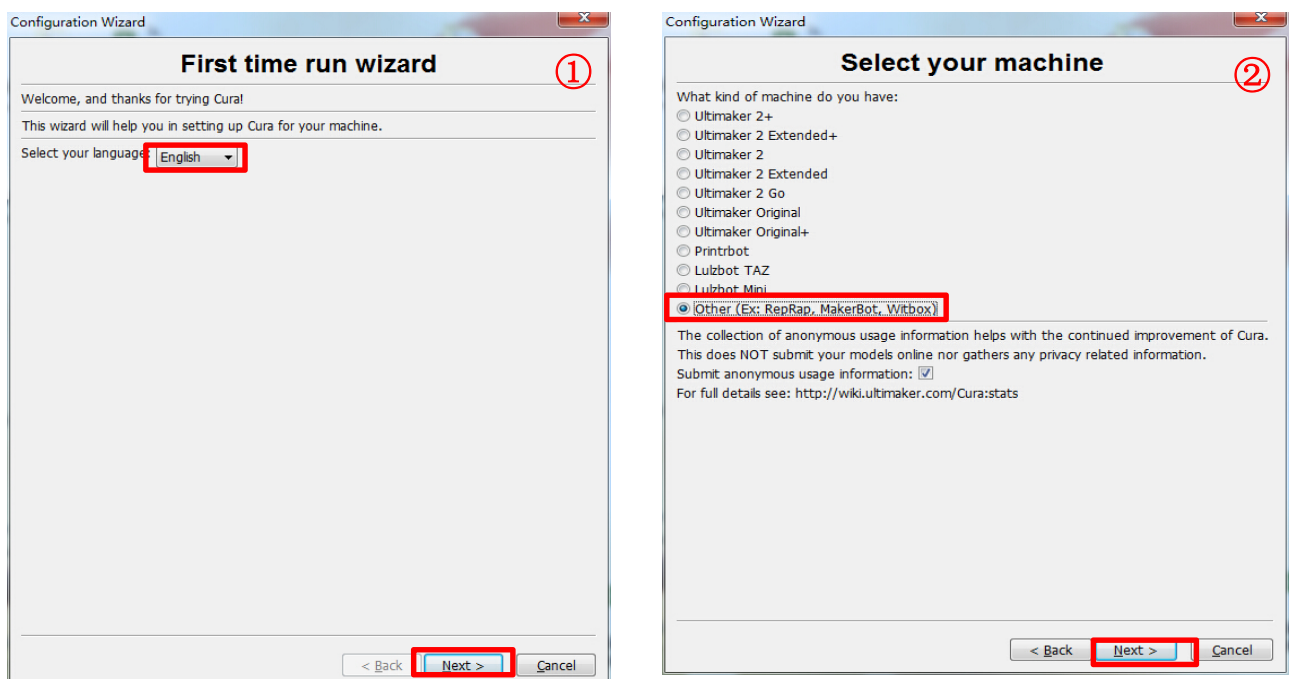 Configuration Wizard
First time run wizard
①
Welcome, and thanks for trying Cura!
This wizard will help you in setting up Cura for your machine.
Select your language: English
< Back Next > Cancel
Configuration Wizard
Select your machine
②
What kind of machine do you have:
Ultimaker 2+
Ultimaker 2 Extended+
Ultimaker 2
Ultimaker 2 Extended
Ultimaker 2 Go
Ultimaker Original
Ultimaker Original+
Printrbot
Lulzbot TAZ
Lulzbot Mini
Other (Ex: RepRap, MakerBot, Witbox)
The collection of anonymous usage information helps with the continued improvement of Cura.
This does NOT submit your models online nor gathers any privacy related information.
Submit anonymous usage information:
For full details see: http://wiki.ultimaker.com/Cura:stats
< Back Next > Cancel